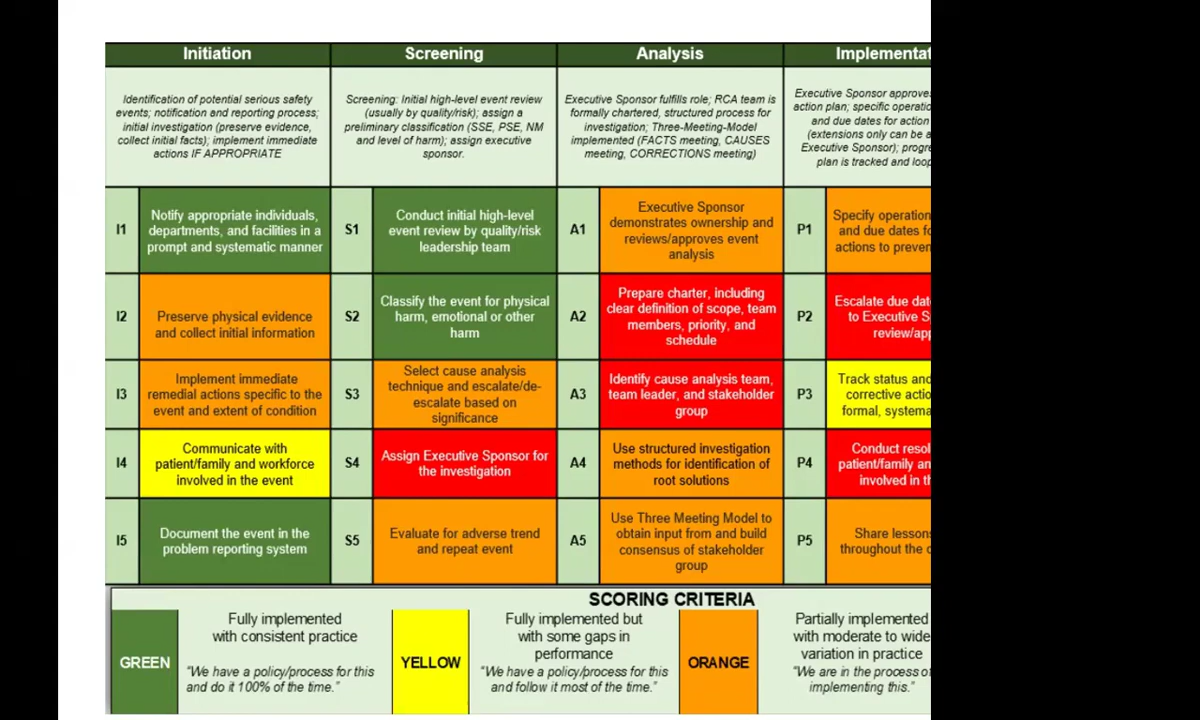 Initiation
Screening
Analysis
Identification of potential serious safety
events; notification and reporting process;
initial investigation (preserve evidence,
collect initial facts); implement immediate
actions IF APPROPRIATE
Screening: Initial high-level event review
(usually by quality/risk); assign a
preliminary classification (SSE, PSE, NM
and level of harm); assign executive
sponsor.
Executive Sponsor fulfills role; RCA team is
formally chartered, structured process for
investigation; Three-Meeting-Model
implemented (FACTS meeting, CAUSES
meeting, CORRECTIONS meeting)
Executive Sponsor
action plan; specific
and due dates for action
(extensions only can be
Executive Sponsor);
plan is tracked and
I1
Notify appropriate individuals,
departments, and facilities in a
prompt and systematic manner
S1
Conduct initial high-level
event review by quality/risk
leadership team
A1
Executive Sponsor
demonstrates ownership and
reviews/approves event
analysis
P1
Specify
and due dates
actions to
I2
Preserve physical evidence
and collect initial information
S2
Classify the event for physical
harm, emotional or other
harm
A2
Prepare charter, including
clear definition of scope, team
members, priority, and
schedule
P2
Escalate due
to Executive
I3
Implement immediate
remedial actions specific to the
event and extent of condition
S3
Select cause analysis
technique and escalate/de-
escalate based on
significance
A3
Identify cause analysis team,
team leader, and stakeholder
group
P3
Track status and
corrective
formal,
I4
Communicate with
patient/family and workforce
involved in the event
S4
Assign Executive Sponsor for
the investigation
A4
Use structured investigation
methods for identification of
root solutions
P4
Conduct
patient/family
involved in
I5
Document the event in the
problem reporting system
S5
Evaluate for adverse trend
and repeat event
A5
Use Three Meeting Model to
obtain input from and build
consensus of stakeholder
group
P5
Share
throughout the
SCORING CRITERIA
GREEN
Fully implemented
with consistent practice
“We have a policy/process for this
and do it 100% of the time.”
YELLOW
Fully implemented but
with some gaps in
performance
“We have a policy/process for this
and follow it most of the time.”
ORANGE
Partially implemented
with moderate to wide
variation in practice
“We are in the process of
implementing this.”